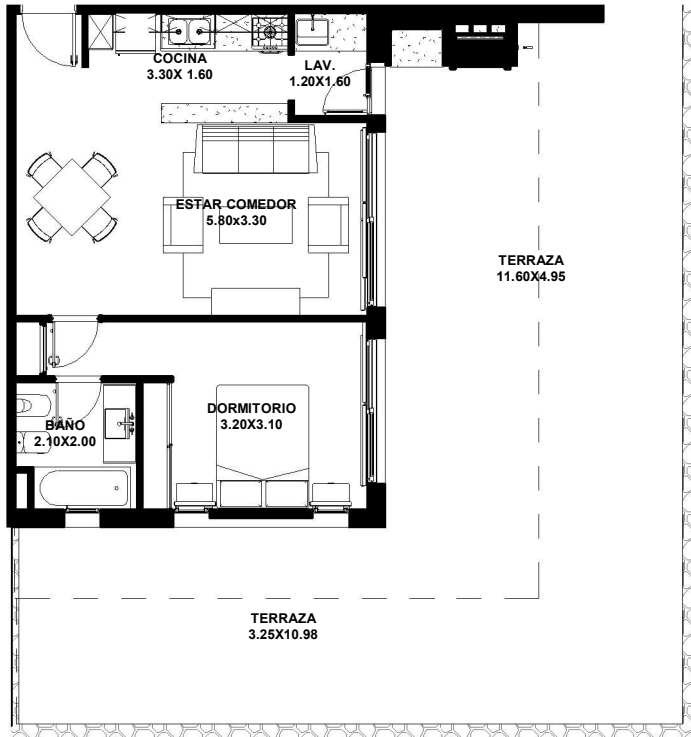 COCINA
3.30X 1.60
LAV.
1.20X1.60
ESTAR COMEDOR
5.80x3.30
TERRAZA
11.60X4.95
DORMITORIO
3.20X3.10
BAÑO
2.10X2.00
TERRAZA
3.25X10.98